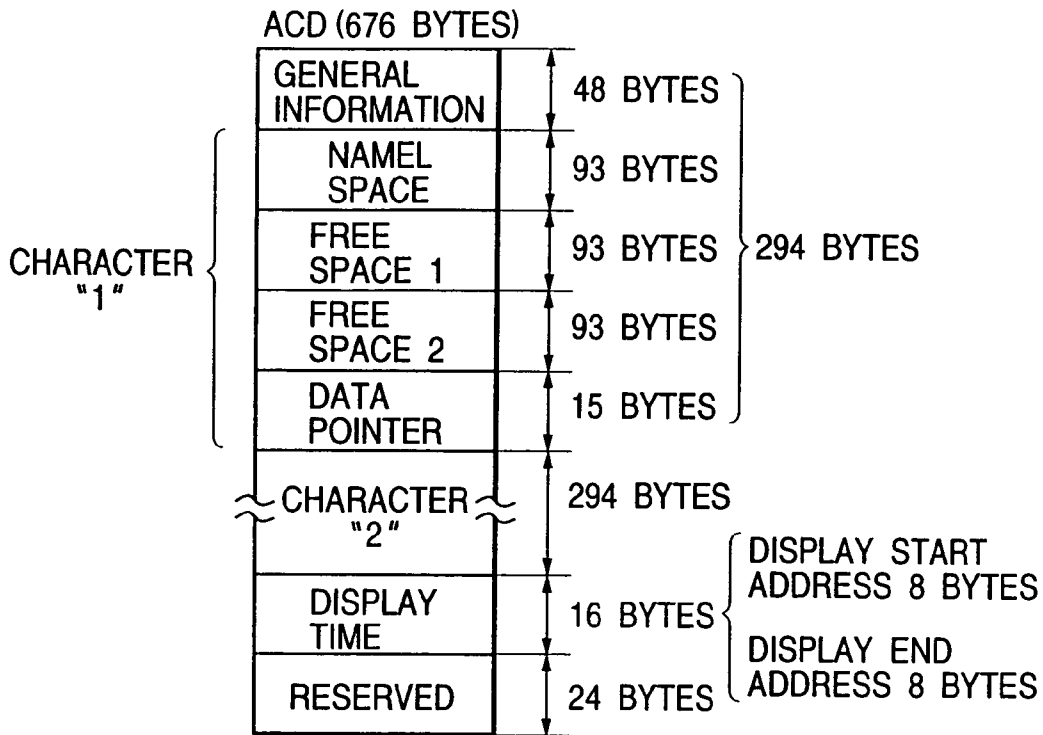 ACD (676 BYTES)
GENERAL
INFORMATION
48 BYTES
CHARACTER
"1"
NAMEL
SPACE
93 BYTES
FREE
SPACE 1
93 BYTES
FREE
SPACE 2
93 BYTES
DATA
POINTER
15 BYTES
294 BYTES
CHARACTER
"2"
294 BYTES
DISPLAY
TIME
16 BYTES
DISPLAY START
ADDRESS 8 BYTES
DISPLAY END
ADDRESS 8 BYTES
RESERVED
24 BYTES